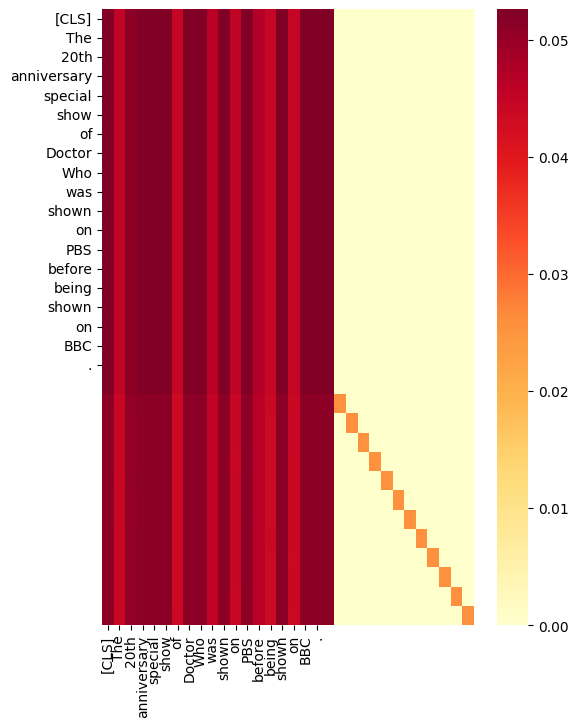 [CLS]
The
20th
anniversary
special
show
of
Doctor
Who
was
shown
on
PBS
before
being
shown
on
BBC
.
0.05
0.04
0.03
0.02
0.01
0.00
[CLS]
The
20th
anniversary
special
show
of
Doctor
Who
was
shown
on
PBS
before
being
shown
on
BBC
.